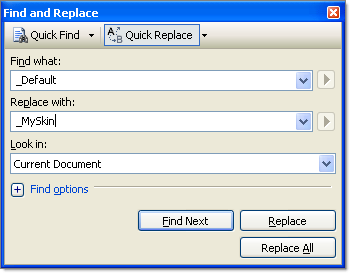 Find and Replace
Quick Find Quick Replace
Find what:
_Default
Replace with:
_MySkin
Look in:
Current Document
Find options
Find Next Replace
Replace All